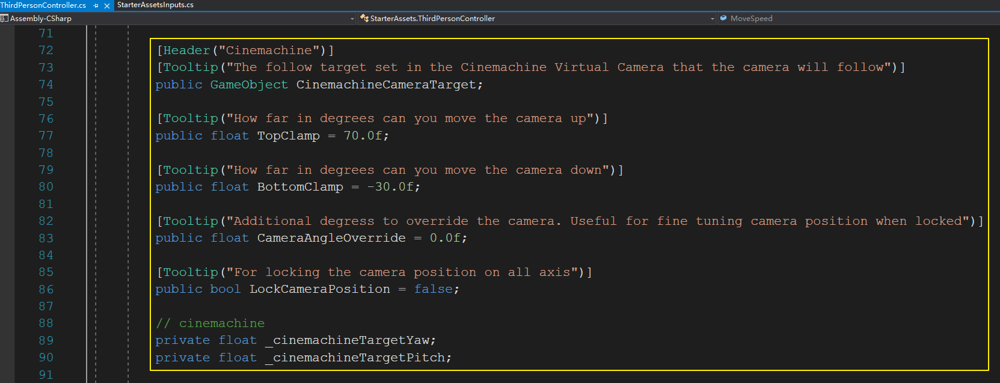 ThirdPersonController.cs
StarterAssetsInputs.cs
Assembly-CSharp
StarterAssets.ThirdPersonController
MoveSpeed
71
72 [Header("Cinemachine")]
73 [Tooltip("The follow target set in the Cinemachine Virtual Camera that the camera will follow")]
74 public GameObject CinemachineCameraTarget;
75
76 [Tooltip("How far in degrees can you move the camera up")]
77 public float TopClamp = 70.0f;
78
79 [Tooltip("How far in degrees can you move the camera down")]
80 public float BottomClamp = -30.0f;
81
82 [Tooltip("Additional degress to override the camera. Useful for fine tuning camera position when locked")]
83 public float CameraAngleOverride = 0.0f;
84
85 [Tooltip("For locking the camera position on all axis")]
86 public bool LockCameraPosition = false;
87
88 // cinemachine
89 private float _cinemachineTargetYaw;
90 private float _cinemachineTargetPitch;
91